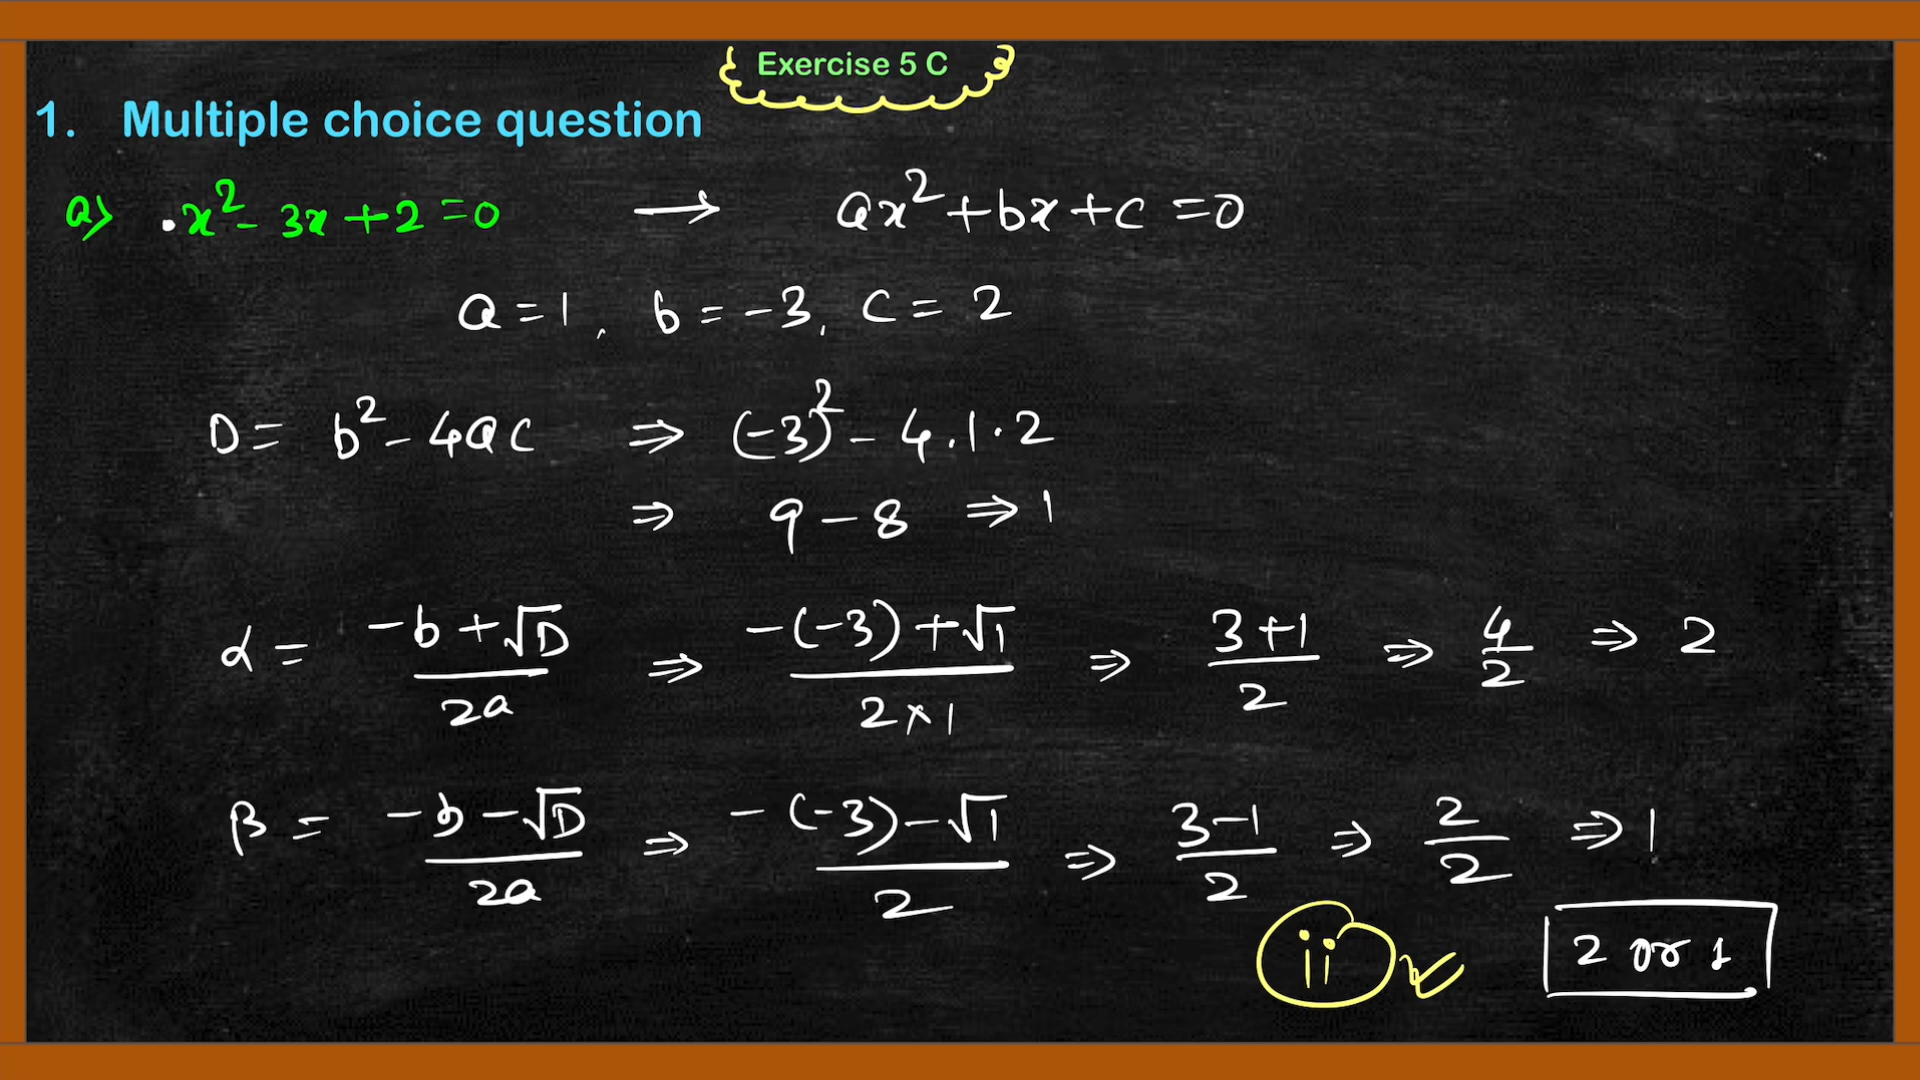 Exercise 5 C
1. Multiple choice question
a) x² - 3x + 2 = 0 → ax² + bx + c = 0
a = 1, b = -3, c = 2
D = b² - 4ac ⇒ (-3)² - 4.1.2
⇒ 9 - 8 ⇒ 1
α = (-b + √D)/2a ⇒ (-(-3) + √1)/(2×1) ⇒ (3+1)/2 ⇒ 4/2 ⇒ 2
β = (-b - √D)/2a ⇒ (-(-3) - √1)/2 ⇒ (3-1)/2 ⇒ 2/2 ⇒ 1
ii 2 or 1